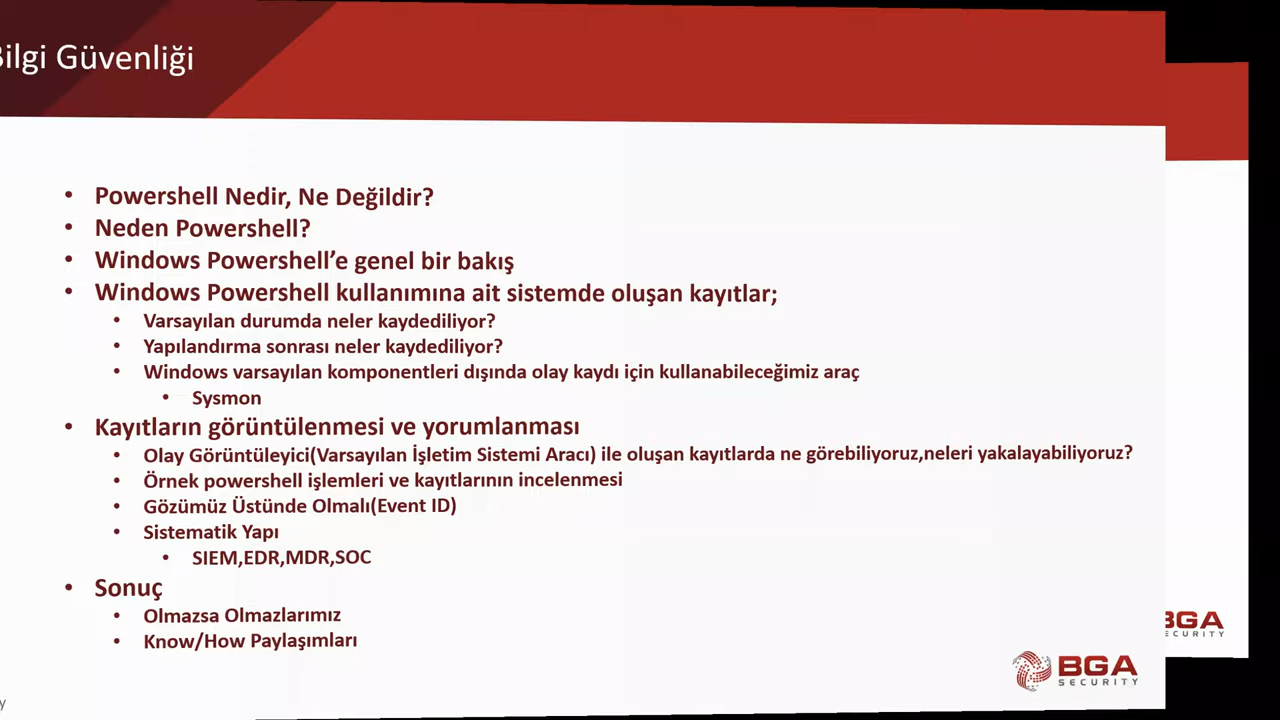 Bilgi Güvenliği
• Powershell Nedir, Ne Değildir?
• Neden Powershell?
• Windows Powershell’e genel bir bakış
• Windows Powershell kullanımına ait sistemde oluşan kayıtlar;
• Varsayılan durumda neler kaydediliyor?
• Yapılandırma sonrası neler kaydediliyor?
• Windows varsayılan komponentleri dışında olay kaydı için kullanabileceğimiz araç
• Sysmon
• Kayıtların görüntülenmesi ve yorumlanması
• Olay Görüntüleyici(Varsayılan İşletim Sistemi Aracı) ile oluşan kayıtlarda ne görebiliyoruz,neleri yakalayabiliyoruz?
• Örnek powershell işlemleri ve kayıtlarının incelenmesi
• Gözümüz Üstünde Olmalı(Event ID)
• Sistematik Yapı
• SIEM,EDR,MDR,SOC
• Sonuç
• Olmazsa Olmazlarımız
• Know/How Paylaşımları
BGA
SECURITY
BGA
SECURITY